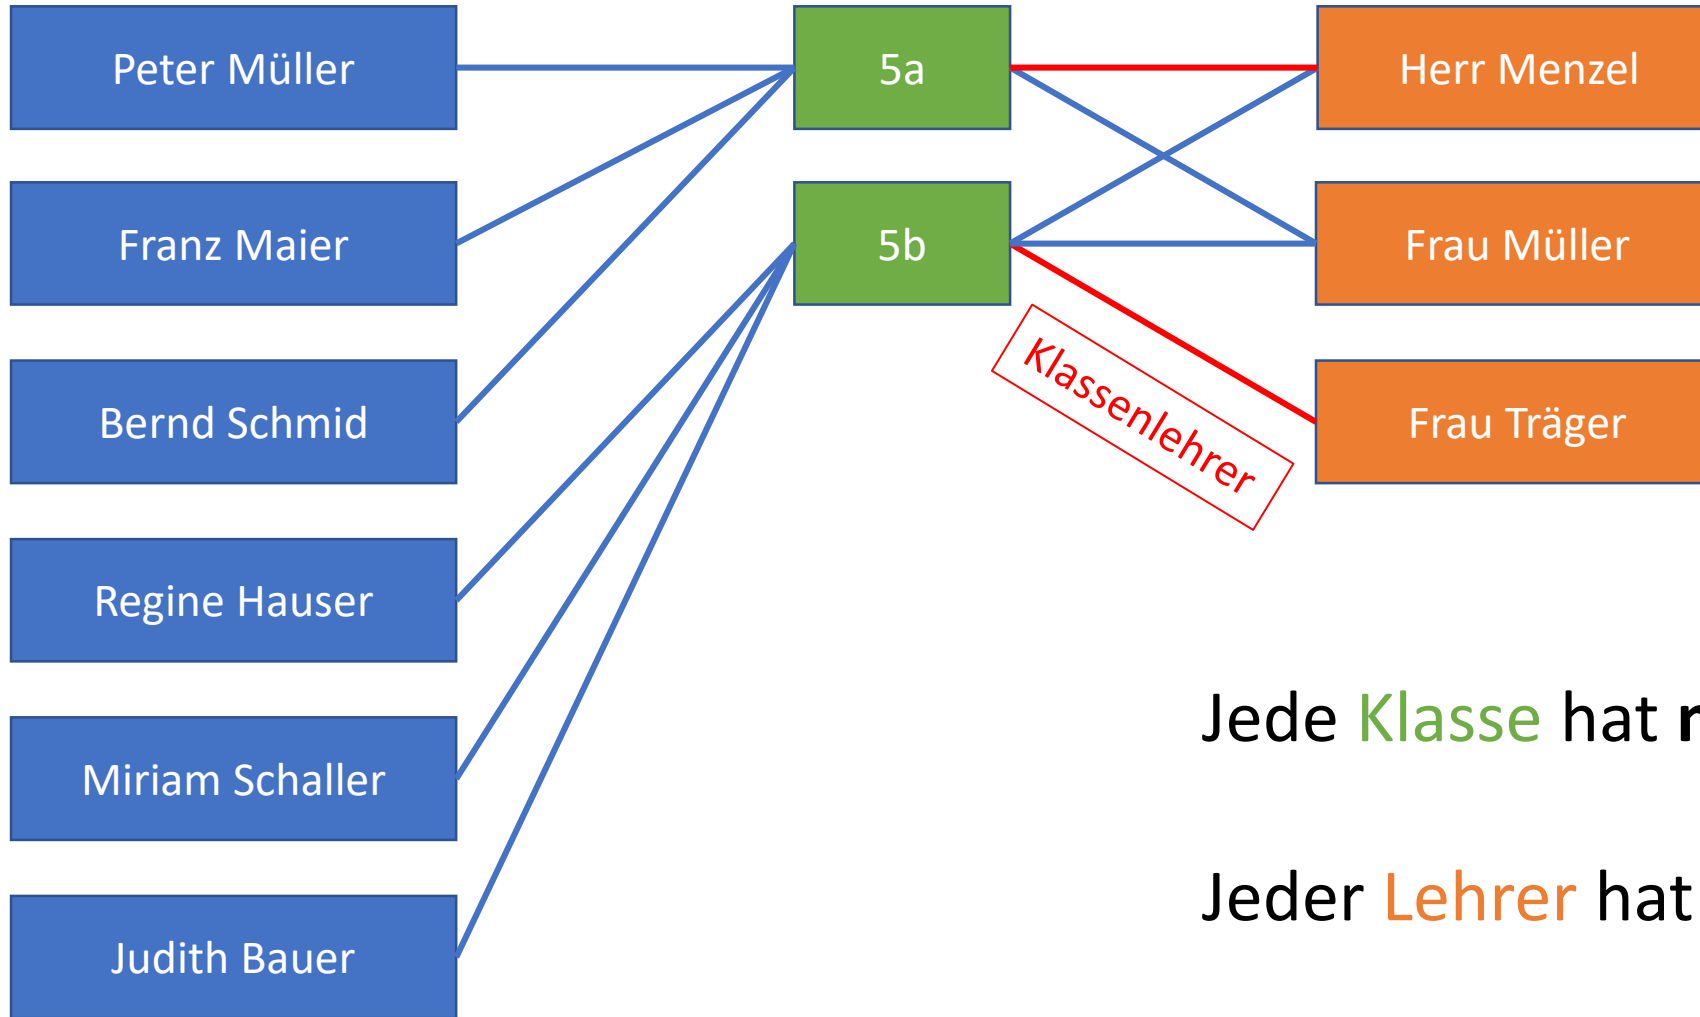 Peter Müller
5a
Herr Menzel
Franz Maier
5b
Frau Müller
Klassenlehrer
Bernd Schmid
Frau Träger
Regine Hauser
Miriam Schaller
Judith Bauer
Jede Klasse hat
Jeder Lehrer hat